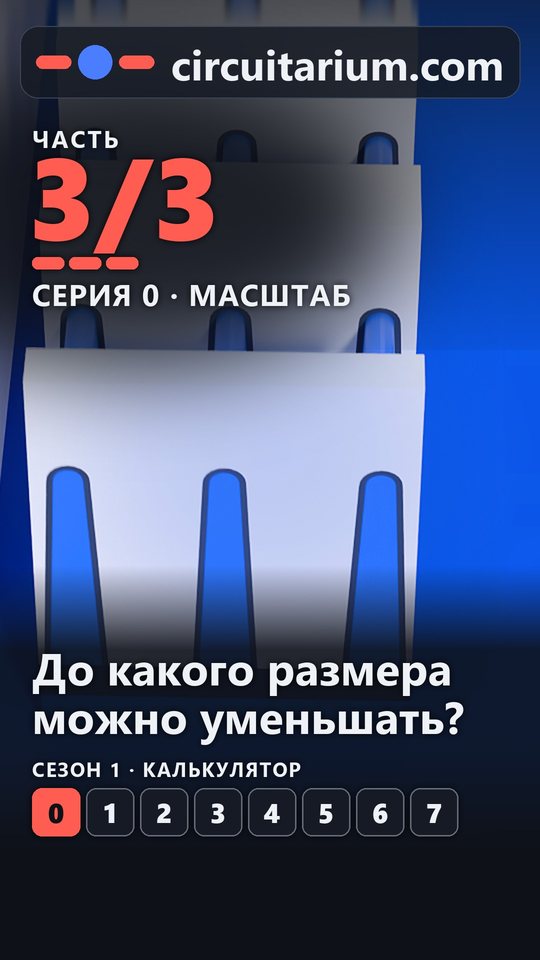 circuitarium.com
ЧАСТЬ
3/3
СЕРИЯ 0 · МАСШТАБ
До какого размера
можно уменьшать?
СЕЗОН 1 · КАЛЬКУЛЯТОР
0 1 2 3 4 5 6 7